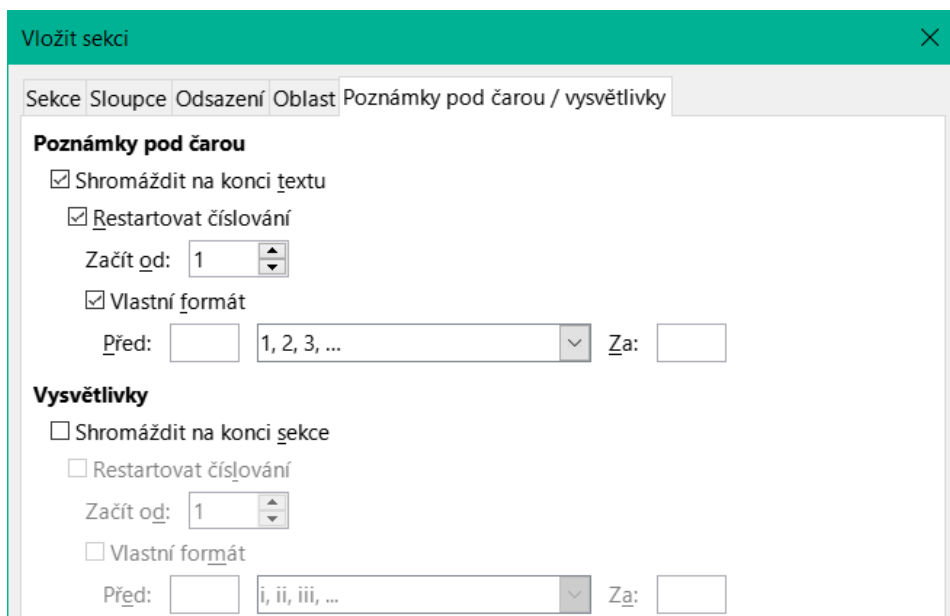 Vložit sekci
Sekce Sloupce Odsazení Oblast Poznámky pod čarou / vysvětlivky
Poznámky pod čarou
Shromáždit na konci textu
Restartovat číslování
Začít od: 1
Vlastní formát
Před: 1, 2, 3, ... Za:
Vysvětlivky
Shromáždit na konci sekce
Restartovat číslování
Začít od: 1
Vlastní formát
Před: i, ii, iii, ... Za: